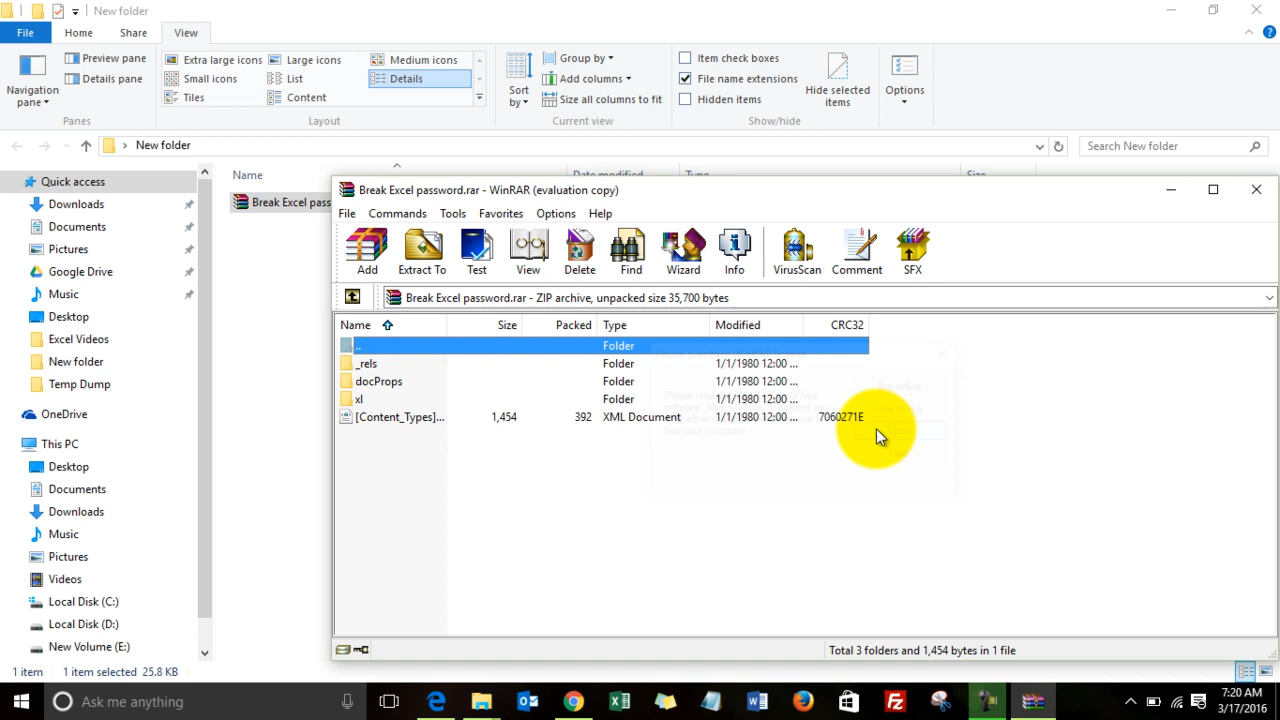 New folder
File Home Share View
Navigation pane
Preview pane
Details pane
Panes
Extra large icons Large icons Medium icons
Small icons List Details
Tiles Content
Layout
Sort by
Group by
Add columns
Size all columns to fit
Current view
Item check boxes
File name extensions
Hidden items
Hide selected items
Show/hide
Options
New folder
Search New folder
Quick access
Downloads
Documents
Pictures
Google Drive
Music
Desktop
Excel Videos
New folder
Temp Dump
OneDrive
This PC
Desktop
Documents
Downloads
Music
Pictures
Videos
Local Disk (C:)
Local Disk (D:)
New Volume (E:)
Name Date modified Type Size
Break Excel pass
Break Excel password.rar - WinRAR (evaluation copy)
File Commands Tools Favorites Options Help
Add Extract To Test View Delete Find Wizard Info VirusScan Comment SFX
Break Excel password.rar - ZIP archive, unpacked size 35,700 bytes
Name Size Packed Type Modified CRC32
.. Folder
_rels Folder 1/1/1980 12:00 ...
docProps Folder 1/1/1980 12:00 ...
xl Folder 1/1/1980 12:00 ...
[Content_Types]... 1,454 392 XML Document 1/1/1980 12:00 ... 7060271E
Total 3 folders and 1,454 bytes in 1 file
1 item 1 item selected 25.8 KB
Ask me anything
7:20 AM
3/17/2016